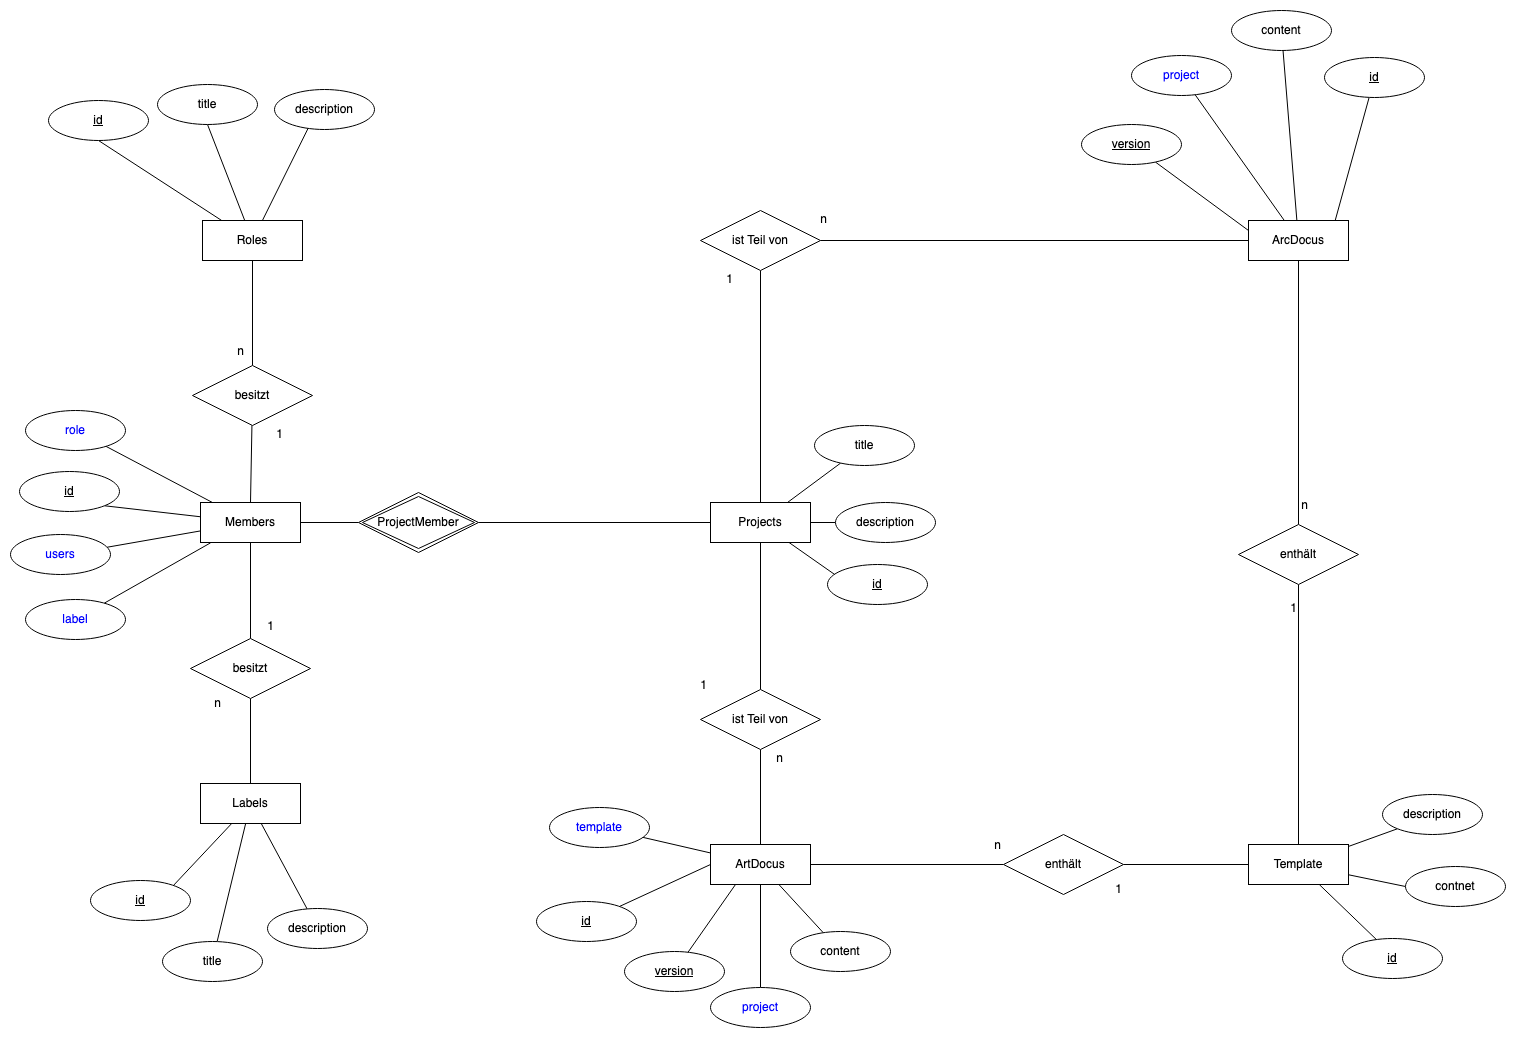 content
project
id
version
title
description
id
n
ist Teil von
1
Roles
ArcDocus
n
besitzt
1
role
id
users
label
Members
ProjectMember
Projects
title
description
id
n
enthält
1
1
besitzt
n
1
ist Teil von
n
Labels
id
title
description
template
ArtDocus
id
version
project
content
n
enthält
1
Template
description
contnet
id